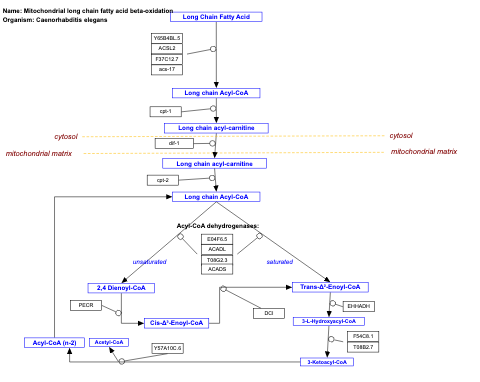 Name: Mitochondrial long chain fatty acid beta-oxidation
Organism: Caenorhabditis elegans
Long Chain Fatty Acid
Y65B4BL.5
ACSL2
F37C12.7
acs-17
Long chain Acyl-CoA
cpt-1
Long chain acyl-carnitine
cytosol
cytosol
dif-1
mitochondrial matrix
mitochondrial matrix
Long chain acyl-carnitine
cpt-2
Long chain Acyl-CoA
Acyl-CoA dehydrogenases:
E04F6.5
ACADL
T08G2.3
ACADS
unsaturated
saturated
2,4 Dienoyl-CoA
Trans-Δ²-Enoyl-CoA
PECR
EHHADH
DCI
Cis-Δ³-Enoyl-CoA
3-L-Hydroxyacyl-CoA
F54C8.1
T08B2.7
Acyl-CoA (n-2)
Acetyl-CoA
Y57A10C.6
3-Ketoacyl-CoA